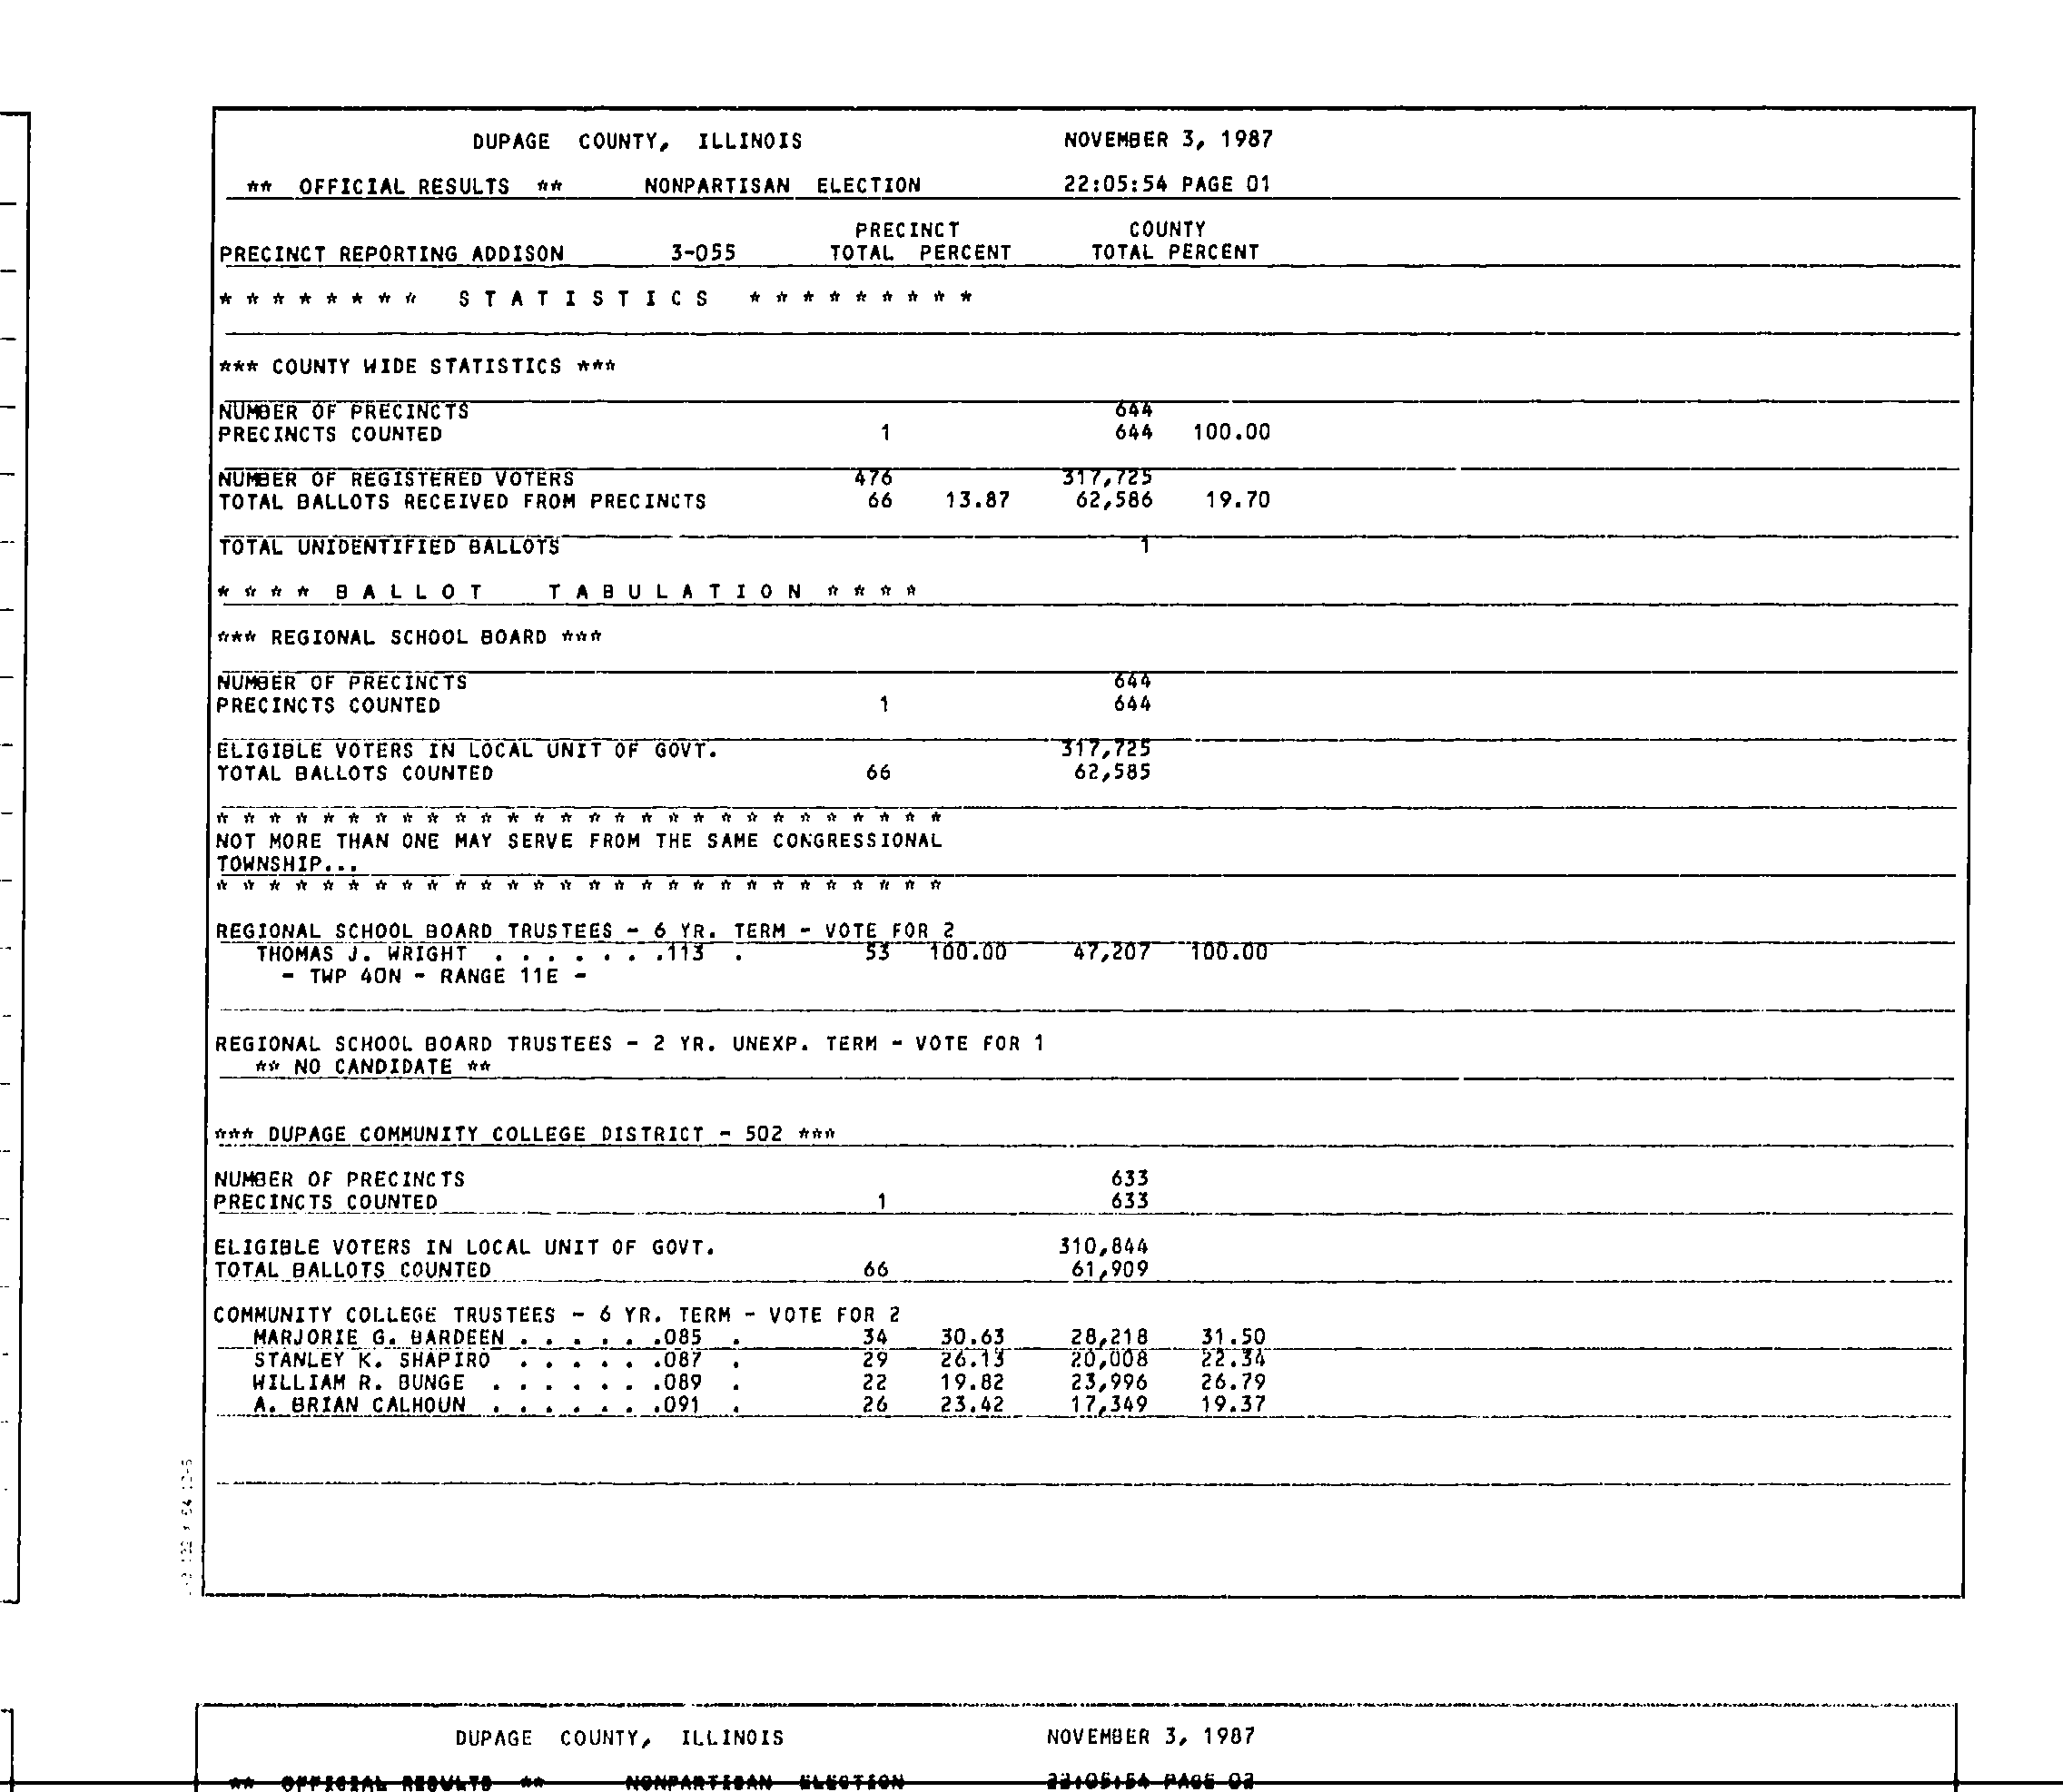 DUPAGE COUNTY, ILLINOIS NOVEMBER 3, 1987
** OFFICIAL RESULTS ** NONPARTISAN ELECTION 22:05:54 PAGE 01
PRECINCT COUNTY
PRECINCT REPORTING ADDISON 3-055 TOTAL PERCENT TOTAL PERCENT
* * * * * * * * S T A T I S T I C S * * * * * * * * *
*** COUNTY WIDE STATISTICS ***
NUMBER OF PRECINCTS 644
PRECINCTS COUNTED 1 644 100.00
NUMBER OF REGISTERED VOTERS 476 317,725
TOTAL BALLOTS RECEIVED FROM PRECINCTS 66 13.87 62,586 19.70
TOTAL UNIDENTIFIED BALLOTS 1
* * * * B A L L O T T A B U L A T I O N * * * *
*** REGIONAL SCHOOL BOARD ***
NUMBER OF PRECINCTS 644
PRECINCTS COUNTED 1 644
ELIGIBLE VOTERS IN LOCAL UNIT OF GOVT. 317,725
TOTAL BALLOTS COUNTED 66 62,585
* * * * * * * * * * * * * * * * * * * * * * * * * * * *
NOT MORE THAN ONE MAY SERVE FROM THE SAME CONGRESSIONAL
TOWNSHIP...
* * * * * * * * * * * * * * * * * * * * * * * * * * * *
REGIONAL SCHOOL BOARD TRUSTEES - 6 YR. TERM - VOTE FOR 2
THOMAS J. WRIGHT . . . . . . .113 . 53 100.00 47,207 100.00
- TWP 40N - RANGE 11E -
REGIONAL SCHOOL BOARD TRUSTEES - 2 YR. UNEXP. TERM - VOTE FOR 1
** NO CANDIDATE **
*** DUPAGE COMMUNITY COLLEGE DISTRICT - 502 ***
NUMBER OF PRECINCTS 633
PRECINCTS COUNTED 1 633
ELIGIBLE VOTERS IN LOCAL UNIT OF GOVT. 310,844
TOTAL BALLOTS COUNTED 66 61,909
COMMUNITY COLLEGE TRUSTEES - 6 YR. TERM - VOTE FOR 2
MARJORIE G. BARDEEN . . . . . .085 . 34 30.63 28,218 31.50
STANLEY K. SHAPIRO . . . . . .087 . 29 26.13 20,008 22.34
WILLIAM R. BUNGE . . . . . . .089 . 22 19.82 23,996 26.79
A. BRIAN CALHOUN . . . . . . .091 . 26 23.42 17,349 19.37
DUPAGE COUNTY, ILLINOIS NOVEMBER 3, 1987
** OFFICIAL RESULTS ** NONPARTISAN ELECTION 22:05:54 PAGE 02